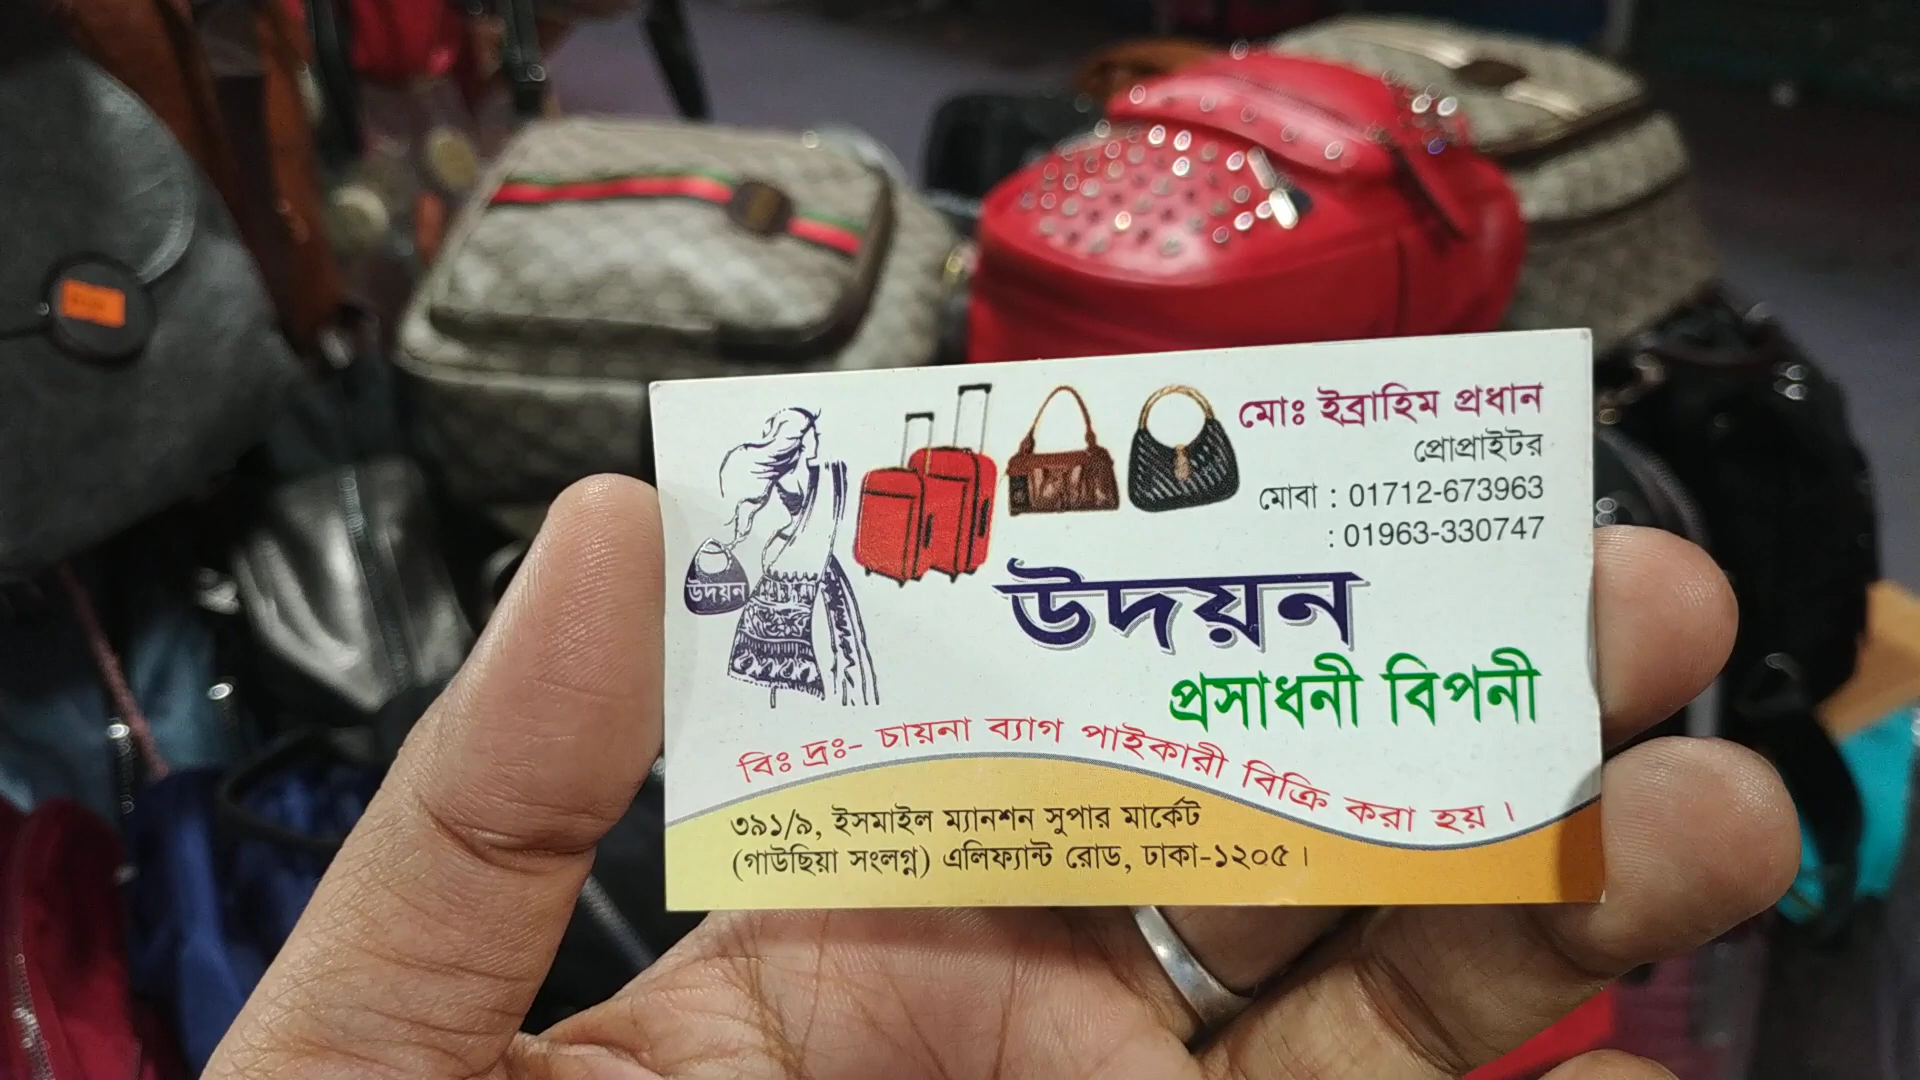 মোঃ ইব্রাহিম প্রধান
প্রোপ্রাইটর
মোবা : 01712-673963
: 01963-330747
উদয়ন
উদয়ন
প্রসাধনী বিপনী
বিঃ দ্রঃ- চায়না ব্যাগ পাইকারী বিক্রি করা হয়।
৩৯১/৯, ইসমাইল ম্যানশন সুপার মার্কেট
(গাউছিয়া সংলগ্ন) এলিফ্যান্ট রোড, ঢাকা-১২০৫।